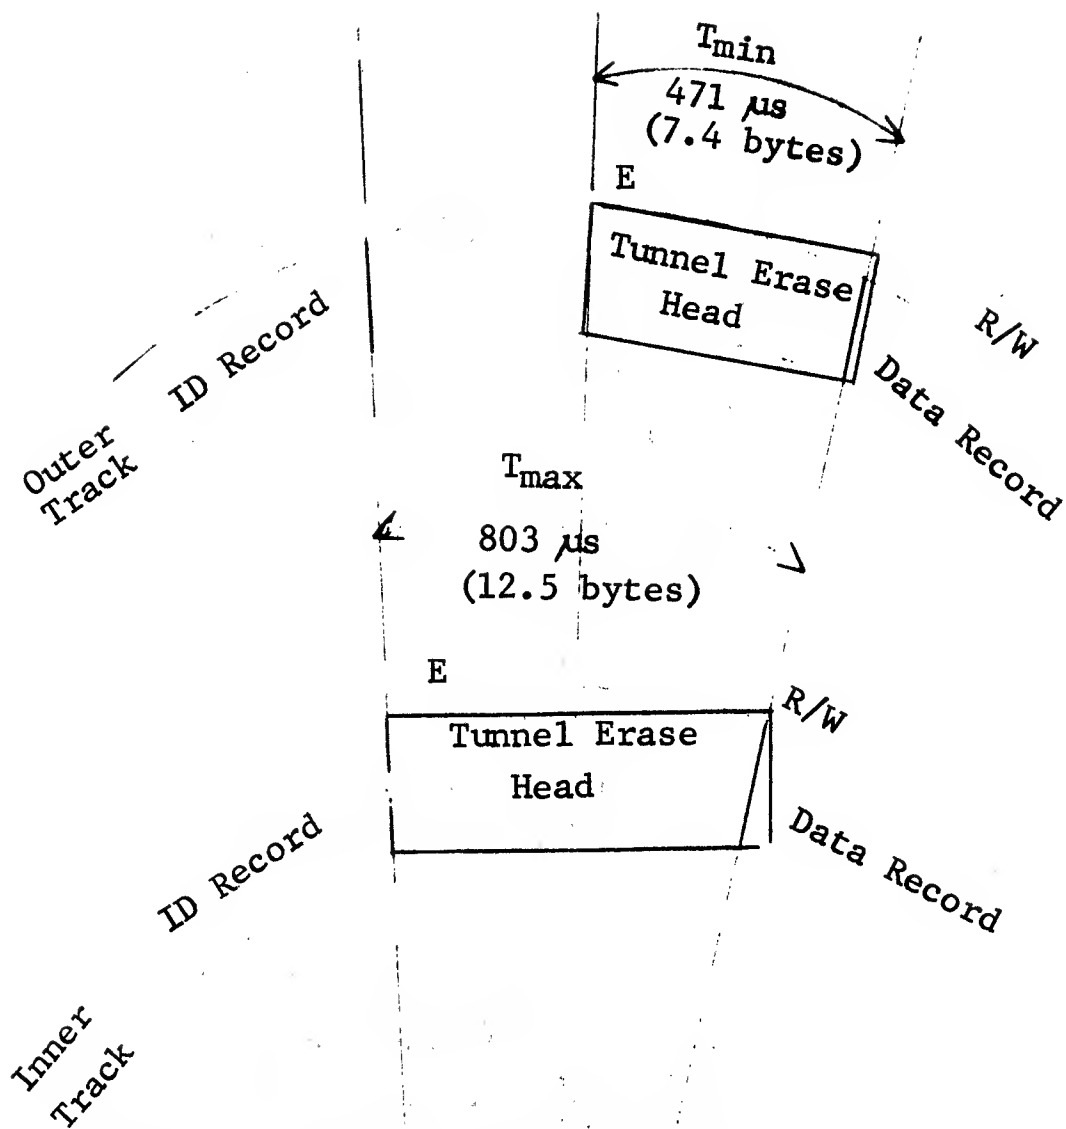 Tmin
471 µs
(7.4 bytes)
E
Tunnel Erase
Head
R/W
ID Record
Data Record
Outer
Track
Tmax
803 µs
(12.5 bytes)
E
R/W
Tunnel Erase
Head
ID Record
Data Record
Inner
Track